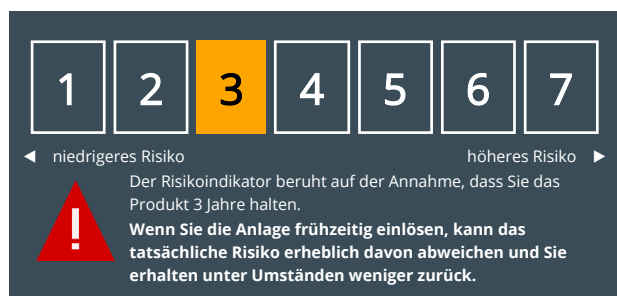 1 2 3 4 5 6 7
◄ niedrigeres Risiko höheres Risiko ►
Der Risikoindikator beruht auf der Annahme, dass Sie das
Produkt 3 Jahre halten.
!
Wenn Sie die Anlage frühzeitig einlösen, kann das
tatsächliche Risiko erheblich davon abweichen und Sie
erhalten unter Umständen weniger zurück.